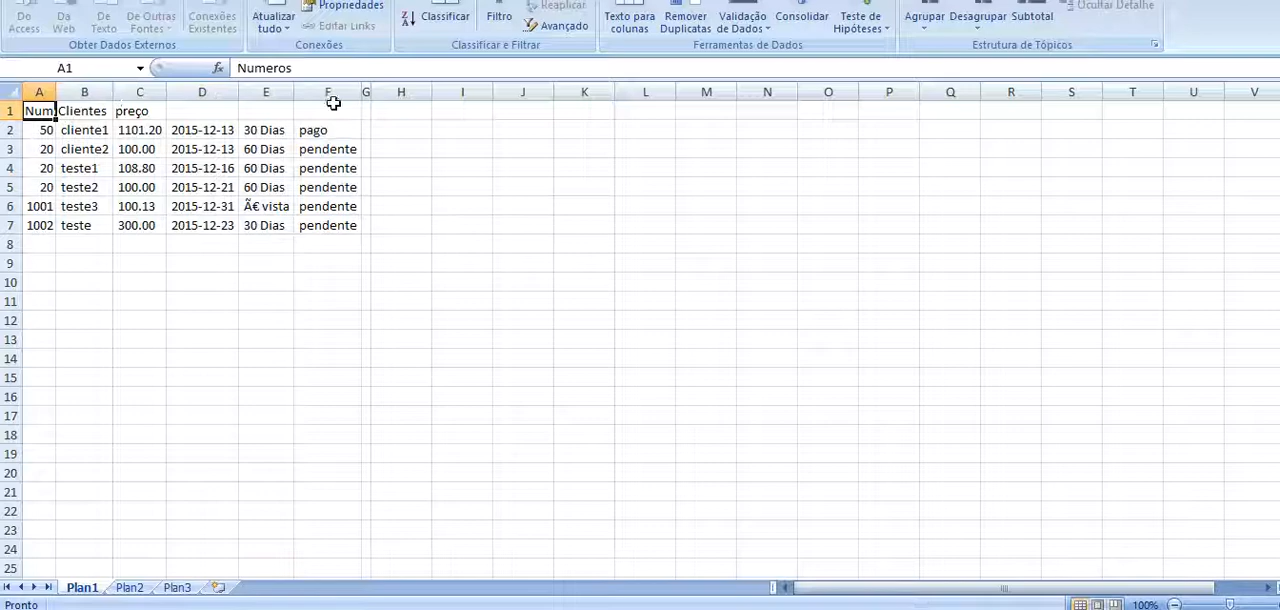 Propriedades Reaplicar Ocultar Detalhe
Da Access Da Web De Texto De Outras Fontes Conexões Existentes Atualizar tudo Editar Links Classificar Filtro Avançado Texto para colunas Remover Duplicatas Validação de Dados Consolidar Teste de Hipóteses Agrupar Desagrupar Subtotal
Obter Dados Externos Conexões Classificar e Filtrar Ferramentas de Dados Estrutura de Tópicos
A1 fx Numeros
A B C D E F G H I J K L M N O P Q R S T U V
1 Num Clientes preço
2 50 cliente1 1101.20 2015-12-13 30 Dias pago
3 20 cliente2 100.00 2015-12-13 60 Dias pendente
4 20 teste1 108.80 2015-12-16 60 Dias pendente
5 20 teste2 100.00 2015-12-21 60 Dias pendente
6 1001 teste3 100.13 2015-12-31 Ã€ vista pendente
7 1002 teste 300.00 2015-12-23 30 Dias pendente
8
9
10
11
12
13
14
15
16
17
18
19
20
21
22
23
24
25
Plan1 Plan2 Plan3
Pronto 100%